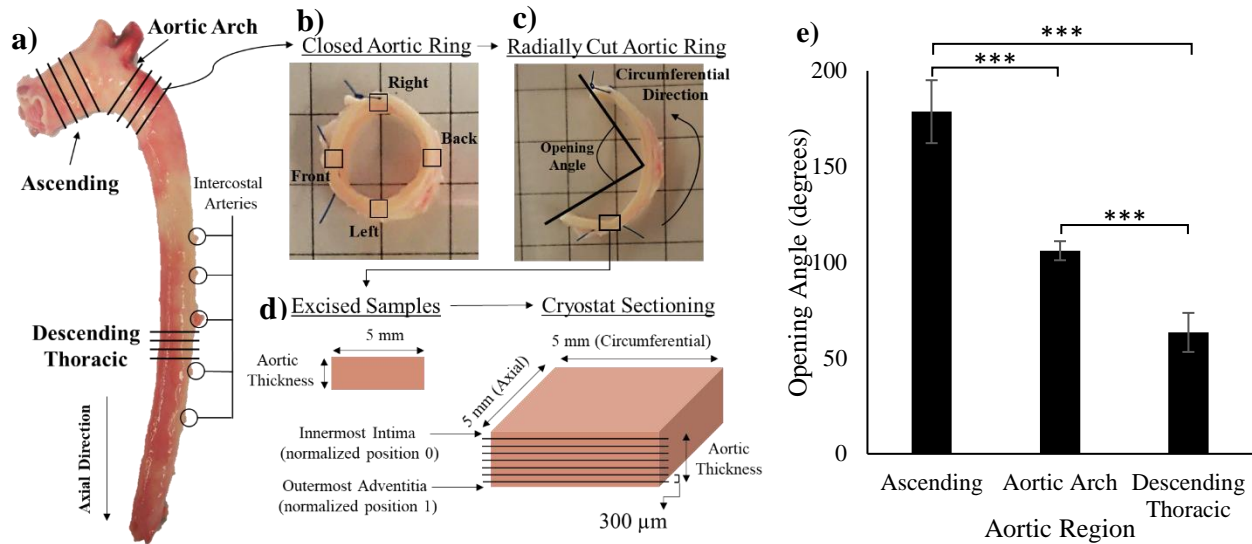 a)
Aortic Arch
Ascending
Intercostal
Arteries
Descending
Thoracic
Axial Direction
b)
Closed Aortic Ring
Right
Back
Front
Left
c)
Radially Cut Aortic Ring
Circumferential
Direction
Opening
Angle
d)
Excised Samples
5 mm
Aortic
Thickness
Cryostat Sectioning
5 mm (Circumferential)
5 mm (Axial)
Innermost Intima
(normalized position 0)
Outermost Adventitia
(normalized position 1)
Aortic
Thickness
300 µm
e)
***
***
***
Opening Angle (degrees)
200
150
100
50
0
Ascending
Aortic Arch
Descending
Thoracic
Aortic Region